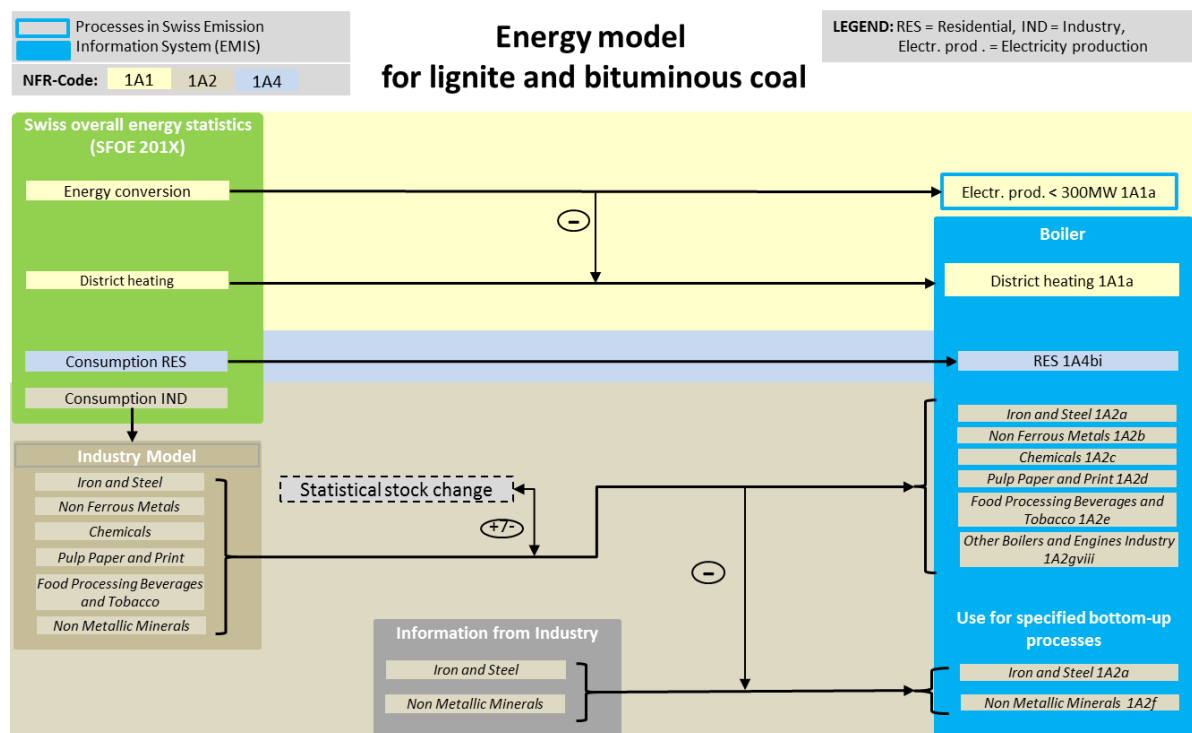 Processes in Swiss Emission
Information System (EMIS)
NFR-Code:
1A1
1A2
1A4
Energy model
for lignite and bituminous coal
LEGEND: RES = Residential, IND = Industry,
Electr. prod . = Electricity production
Swiss overall energy statistics
(SFOE 201X)
Energy conversion
Electr. prod. < 300MW 1A1a
–
Boiler
District heating
District heating 1A1a
Consumption RES
RES 1A4bi
Consumption IND
Industry Model
Iron and Steel
Non Ferrous Metals
Chemicals
Pulp Paper and Print
Food Processing Beverages
and Tobacco
Non Metallic Minerals
Statistical stock change
+7-
–
Iron and Steel 1A2a
Non Ferrous Metals 1A2b
Chemicals 1A2c
Pulp Paper and Print 1A2d
Food Processing Beverages and
Tobacco 1A2e
Other Boilers and Engines Industry
1A2gviii
Information from Industry
Iron and Steel
Non Metallic Minerals
Use for specified bottom-up
processes
Iron and Steel 1A2a
Non Metallic Minerals 1A2f